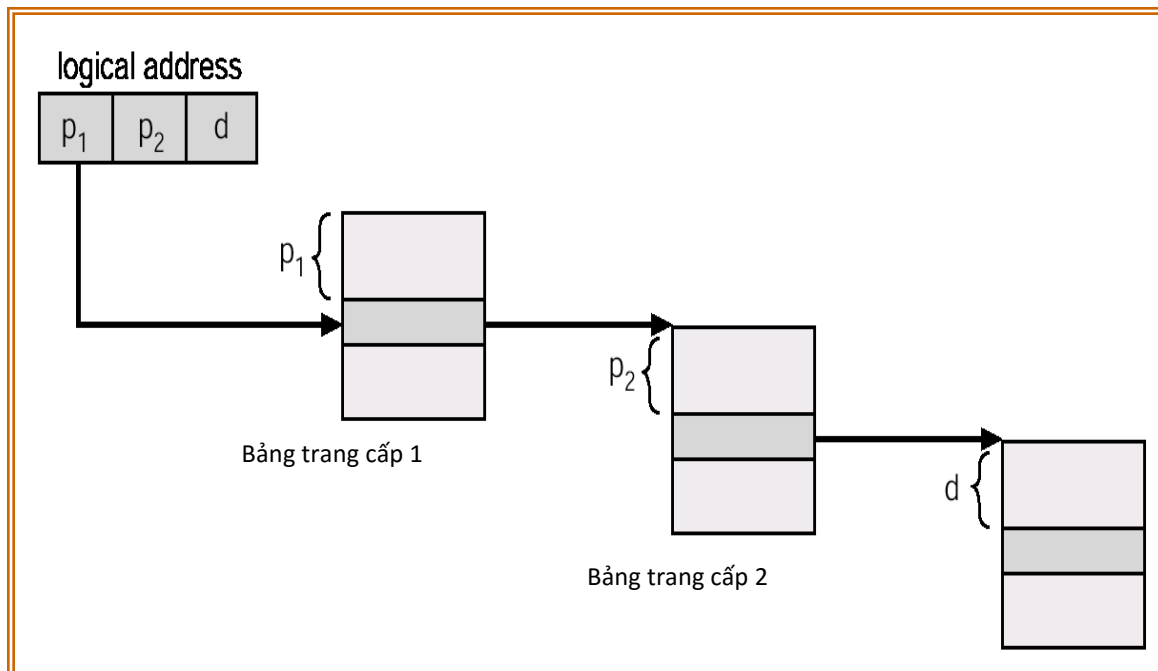 logical address
p₁ p₂ d
p₁
p₂
Bảng trang cấp 1
d
Bảng trang cấp 2